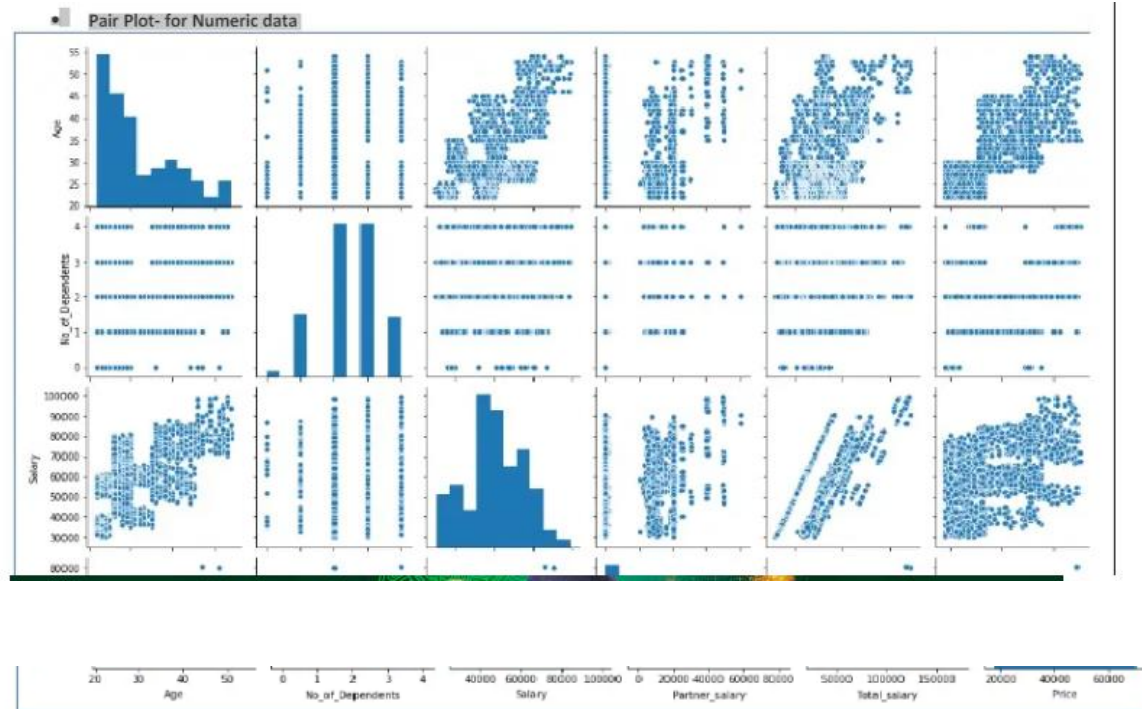 Pair Plot- for Numeric data
55
50
45
40
35
30
25
20
Age
4
3
2
1
0
No_of_Dependents
100000
90000
80000
70000
60000
50000
40000
30000
Salary
80000
20 30 40 50
0 1 2 3 4
40000 60000 80000 100000
0 20000 40000 60000 80000
50000 100000 150000
20000 40000 60000
Age No_of_Dependents Salary Partner_salary Total_salary Price